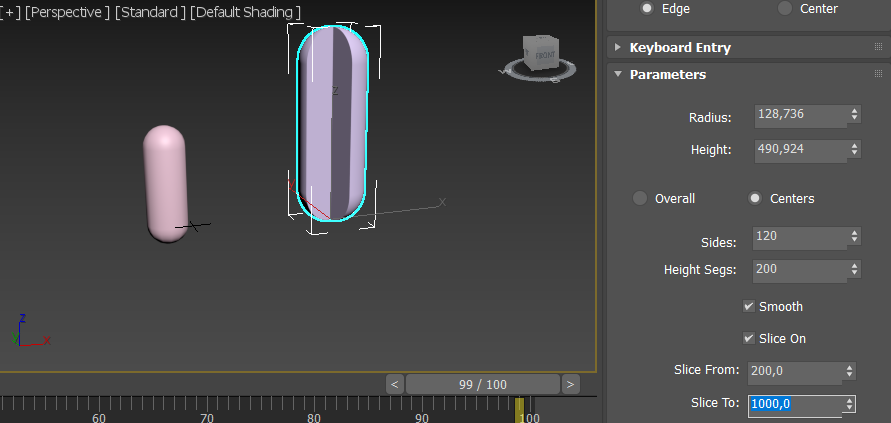 [ + ] [Perspective ] [Standard ] [Default Shading ]
Edge
Center
Keyboard Entry
Parameters
Radius: 128,736
Height: 490,924
Overall
Centers
Sides: 120
Height Segs: 200
Smooth
Slice On
Slice From: 200,0
Slice To: 1000,0
FRONT
Z
X
X
z
y
x
< 99 / 100 >
60 70 80 90 100